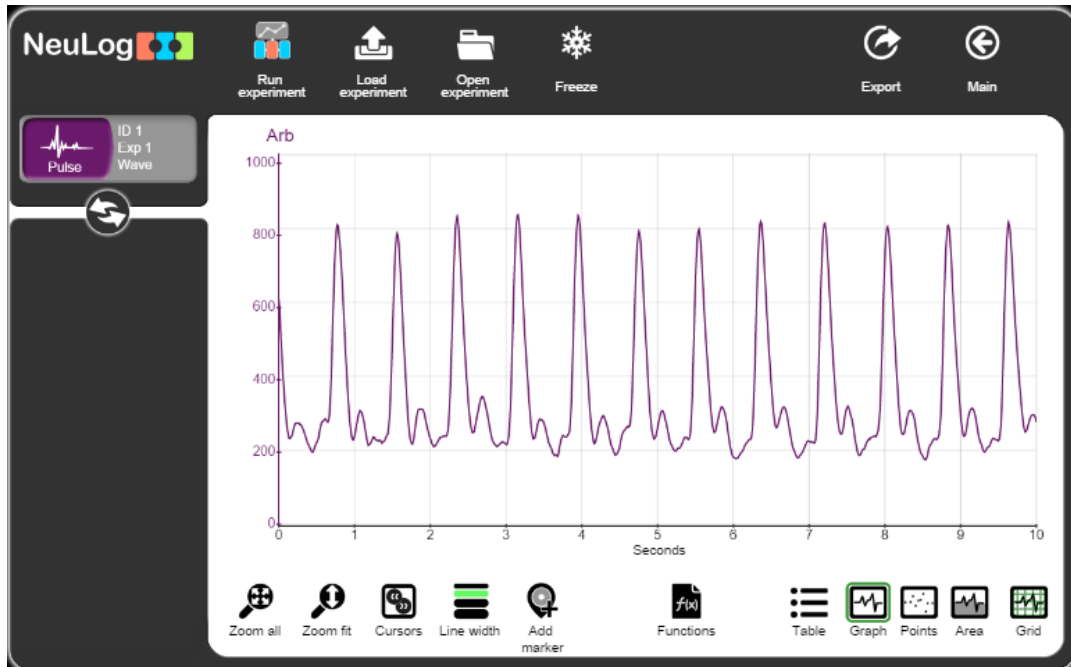 NeuLog
Run
experiment
Load
experiment
Open
experiment
Freeze
Export
Main
Pulse
ID 1
Exp 1
Wave
Arb
1000
800
600
400
200
0
0 1 2 3 4 5 6 7 8 9 10
Seconds
Zoom all
Zoom fit
Cursors
Line width
Add
marker
f(x)
Functions
Table
Graph
Points
Area
Grid